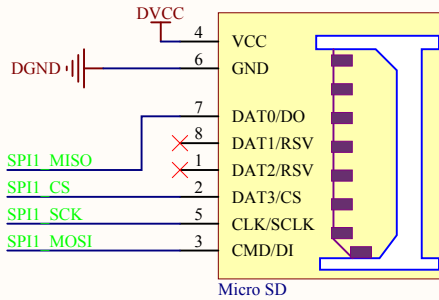 DVCC
4 VCC
DGND 6 GND
7 DAT0/DO
8 DAT1/RSV
SPI1_MISO 1 DAT2/RSV
SPI1_CS 2 DAT3/CS
SPI1_SCK 5 CLK/SCLK
SPI1_MOSI 3 CMD/DI
Micro SD